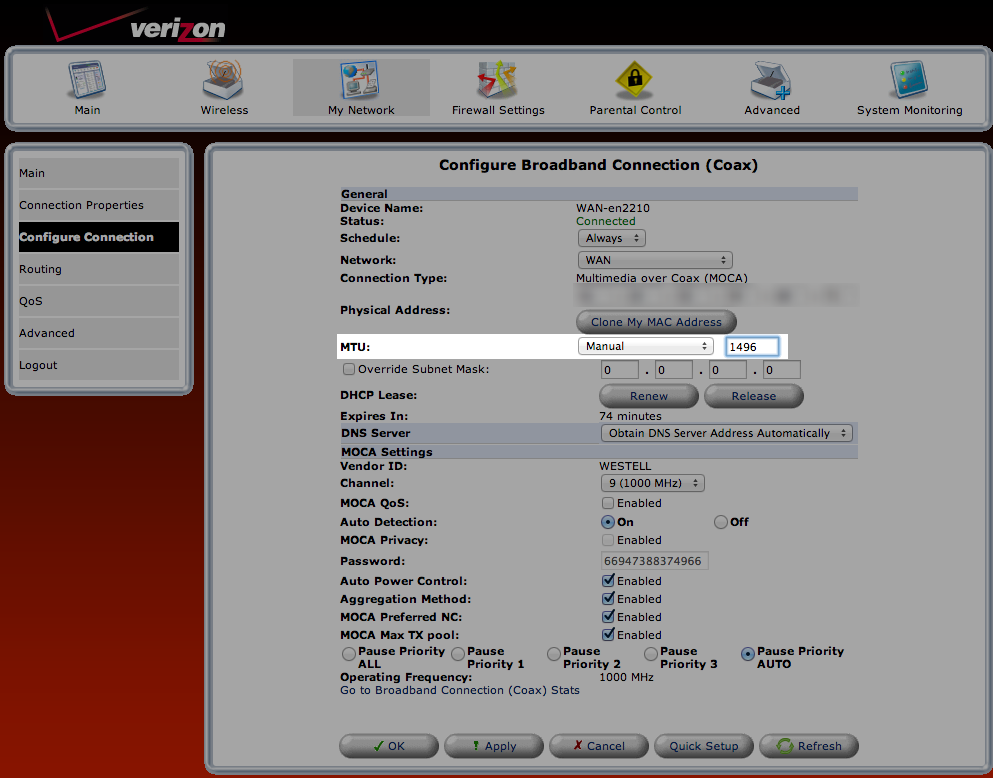 verizon
Main Wireless My Network Firewall Settings Parental Control Advanced System Monitoring
Main
Connection Properties
Configure Connection
Routing
QoS
Advanced
Logout
Configure Broadband Connection (Coax)
General
Device Name: WAN-en2210
Status: Connected
Schedule: Always
Network: WAN
Connection Type: Multimedia over Coax (MOCA)
Physical Address:
Clone My MAC Address
MTU: Manual 1496
Override Subnet Mask: 0 . 0 . 0 . 0
DHCP Lease: Renew Release
Expires In: 74 minutes
DNS Server Obtain DNS Server Address Automatically
MOCA Settings
Vendor ID: WESTELL
Channel: 9 (1000 MHz)
MOCA QoS: Enabled
Auto Detection: On Off
MOCA Privacy: Enabled
Password: 66947388374966
Auto Power Control: Enabled
Aggregation Method: Enabled
MOCA Preferred NC: Enabled
MOCA Max TX pool: Enabled
Pause Priority ALL Pause Priority 1 Pause Priority 2 Pause Priority 3 Pause Priority AUTO
Operating Frequency: 1000 MHz
Go to Broadband Connection (Coax) Stats
OK Apply Cancel Quick Setup Refresh